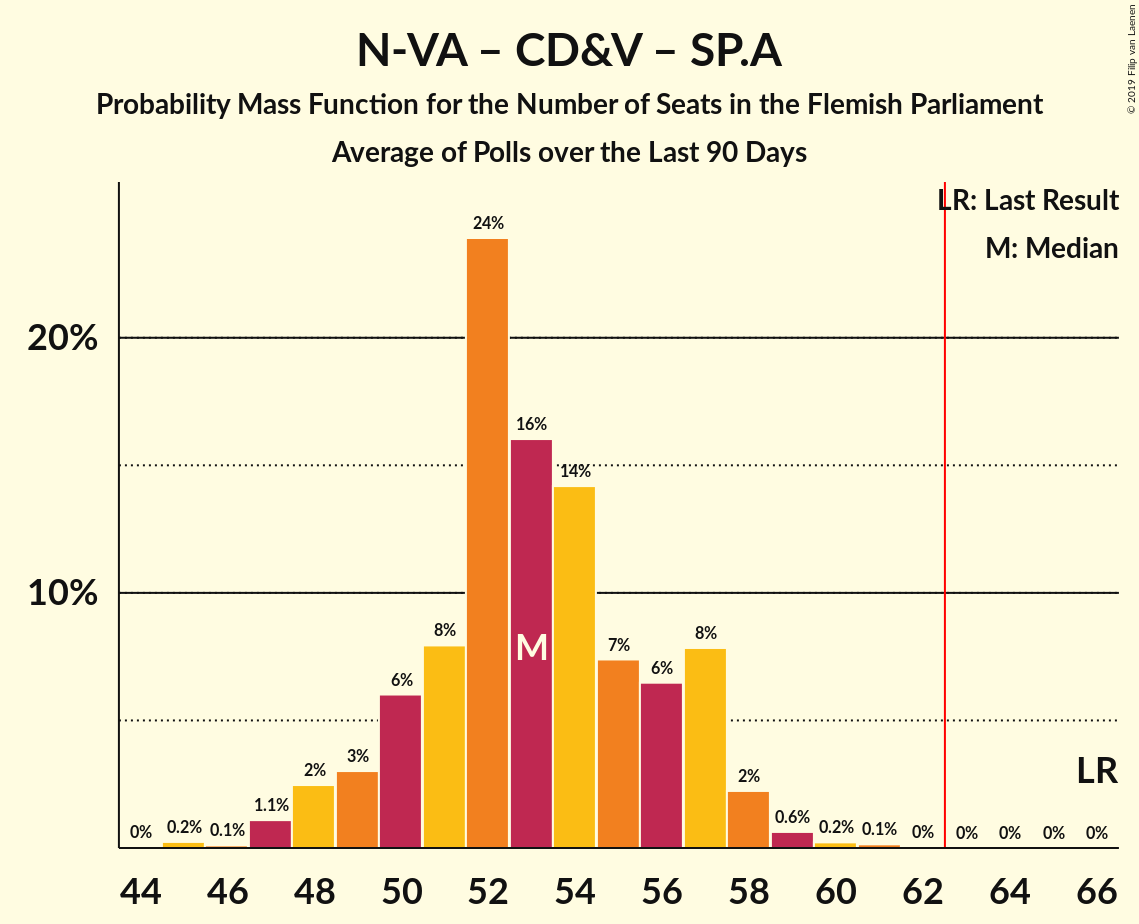 N-VA – CD&V – SP.A
Probability Mass Function for the Number of Seats in the Flemish Parliament
Average of Polls over the Last 90 Days
© 2019 Filip van Laenen
LR: Last Result
M: Median
24%
20%
16%
14%
10%
8%
8%
7%
M
6%
6%
3%
2%
2%
LR
1.1%
0%
0.2%
0.1%
0.6%
0.2%
0.1%
0%
0%
0%
0%
0%
44 46 48 50 52 54 56 58 60 62 64 66